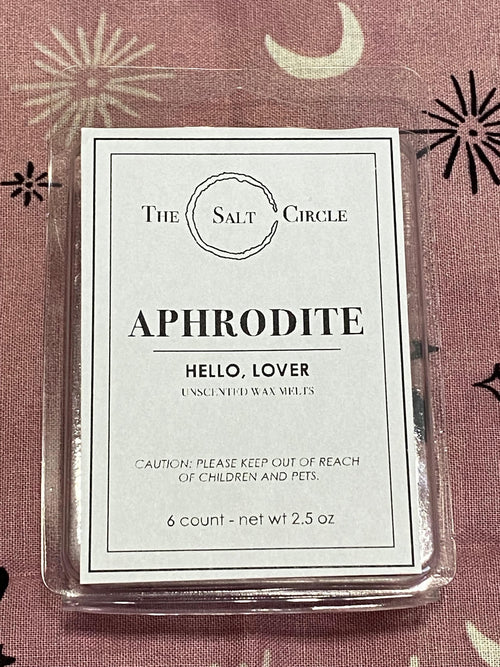 THE SALT CIRCLE
APHRODITE
HELLO, LOVER
UNSCENTED WAX MELTS
CAUTION: PLEASE KEEP OUT OF REACH
OF CHILDREN AND PETS.
6 count - net wt 2.5 oz